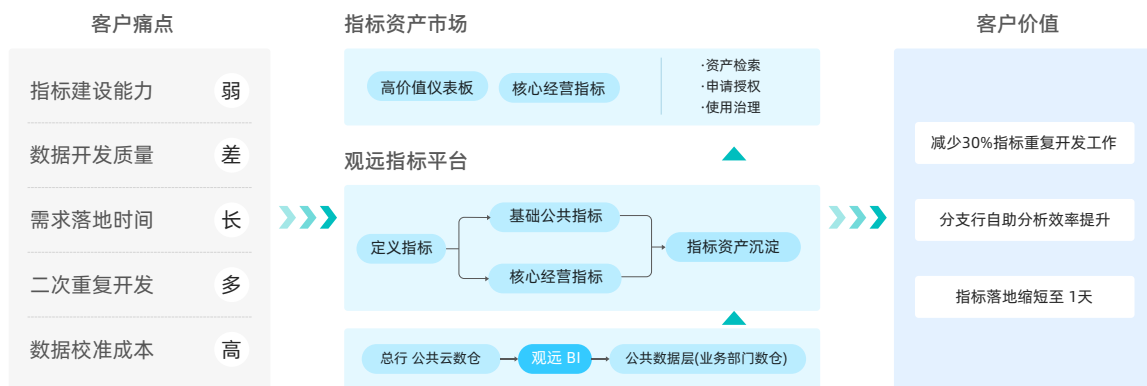 客户痛点
指标建设能力 弱
数据开发质量 差
需求落地时间 长
二次重复开发 多
数据校准成本 高
指标资产市场
高价值仪表板 核心经营指标
·资产检索
·申请授权
·使用治理
观远指标平台
定义指标
基础公共指标
核心经营指标
指标资产沉淀
总行 公共云数仓 观远 BI 公共数据层(业务部门数仓)
客户价值
减少30%指标重复开发工作
分支行自助分析效率提升
指标落地缩短至 1天